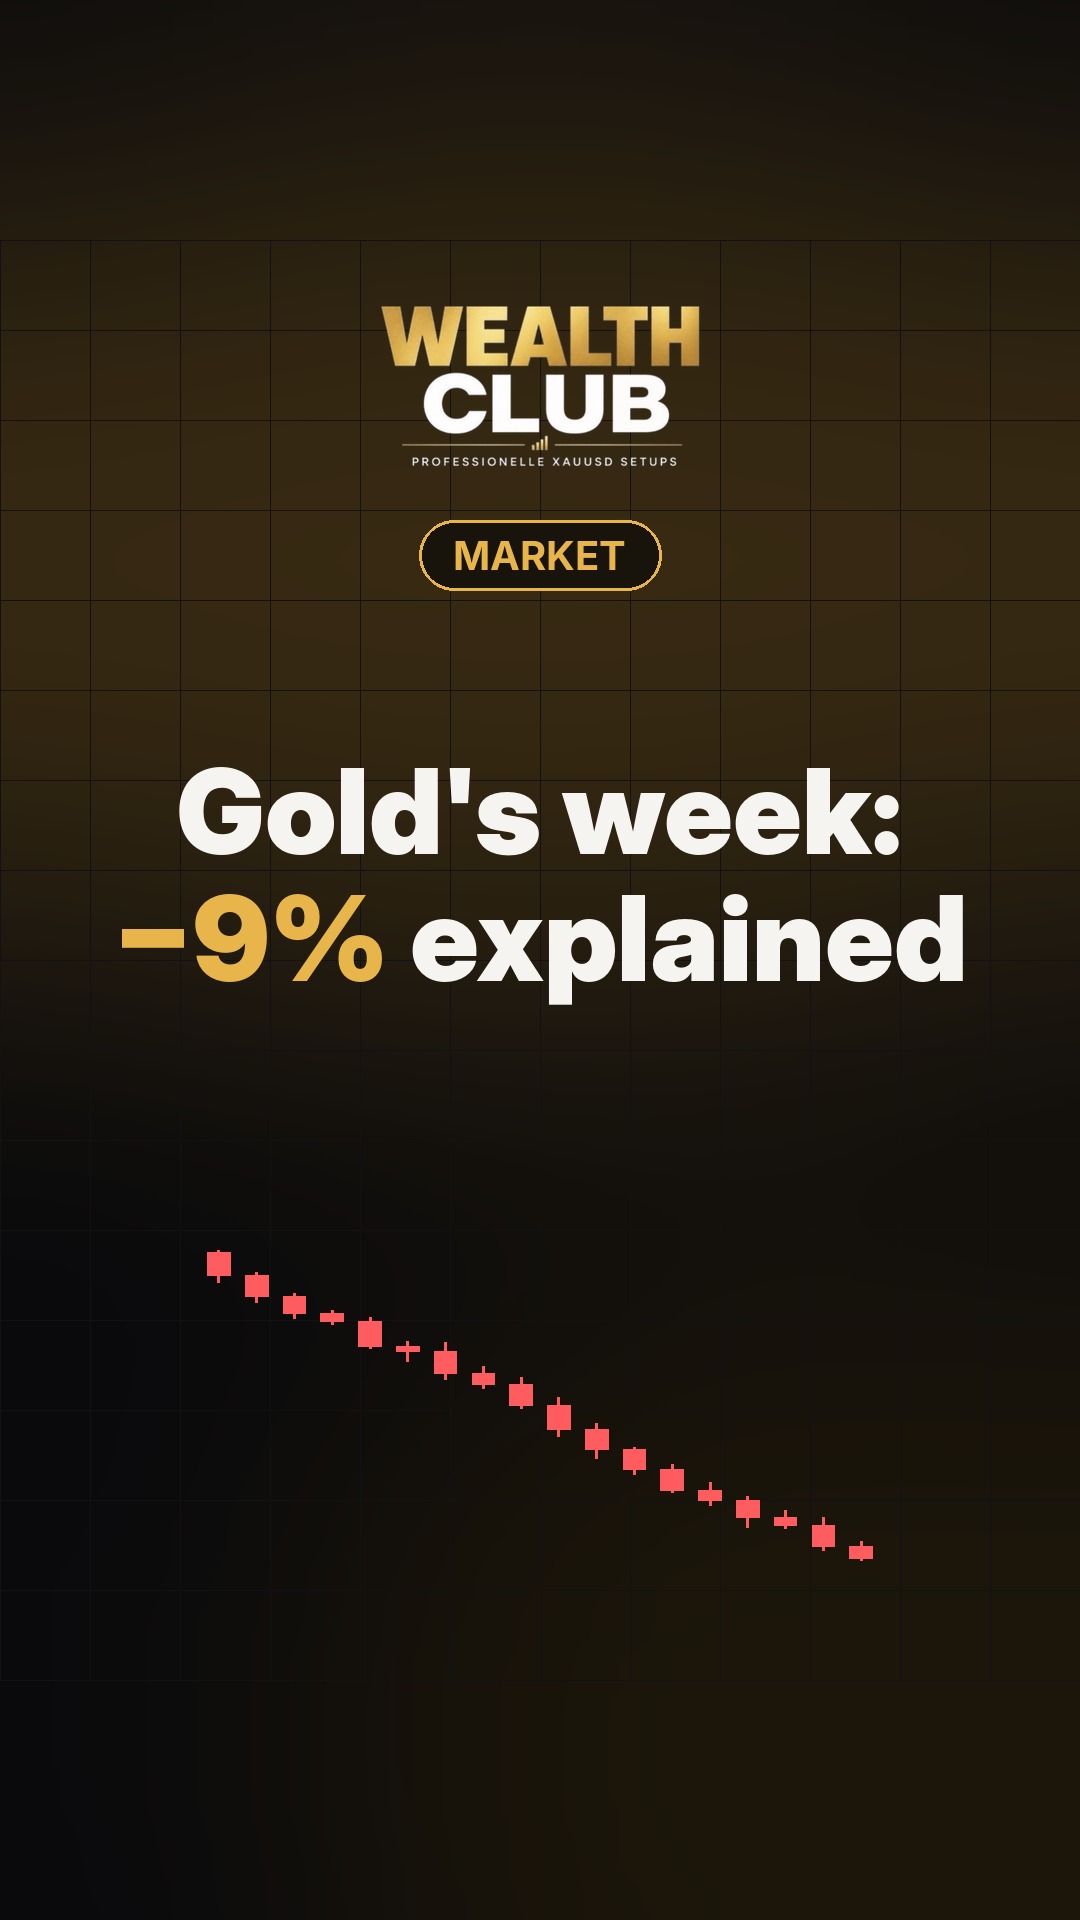 WEALTH
CLUB
PROFESSIONELLE XAUUSD SETUPS
MARKET
Gold's week:
−9% explained